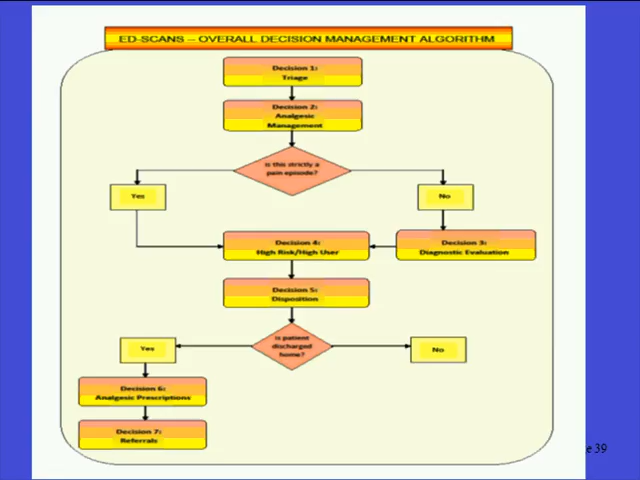 ED-SCANS – OVERALL DECISION MANAGEMENT ALGORITHM
Decision 1:
Triage
Decision 2:
Analgesic
Management
Is this strictly a
pain episode?
Yes
No
Decision 4:
High Risk/High User
Decision 3:
Diagnostic Evaluation
Decision 5:
Disposition
Is patient
discharged
home?
Yes
No
Decision 6:
Analgesic Prescriptions
Decision 7:
Referrals
e 39